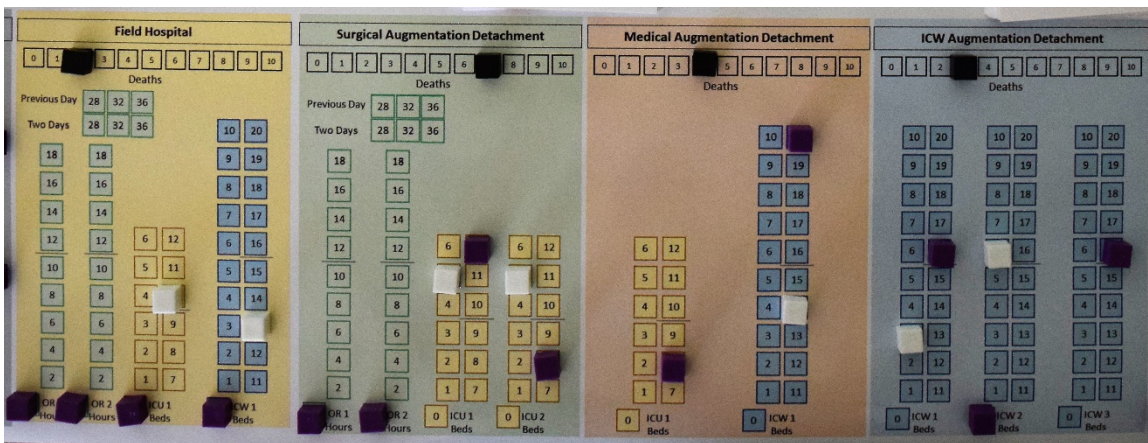 Field Hospital
0 1 3 4 5 6 7 8 9 10
Deaths
Previous Day 28 32 36
Two Days 28 32 36
10 20
18 18 9 19
16 16 8 18
14 14 7 17
12 12 6 12 6 16
10 10 5 11 5 15
8 8 4 4 14
6 6 3 9 3
4 4 2 8 2 12
2 2 1 7 1 11
OR 2 ICU 1 ICW 1
Hours Hours Beds Beds
Surgical Augmentation Detachment
0 1 2 3 4 5 6 8 9 10
Deaths
Previous Day 28 32 36
Two Days 28 32 36
18 18
16 16
14 14
12 12 6 6 12
10 10 11 11
8 8 4 10 4 10
6 6 3 9 3 9
4 4 2 8 2
2 2 1 7 1 7
OR 1 OR 2 0 ICU 1 0 ICU 2
Hours Hours Beds Beds
Medical Augmentation Detachment
0 1 2 3 5 6 7 8 9 10
Deaths
10
9 19
8 18
7 17
6 12 6 16
5 11 5 15
4 10 4
3 9 3 13
2 2 12
1 7 1 11
0 ICU 1 0 ICW 1
Beds Beds
ICW Augmentation Detachment
0 1 2 4 5 6 7 8 9 10
Deaths
10 20 10 20 10 20
9 19 9 19 9 19
8 18 8 18 8 18
7 17 7 17 7 17
6 16 6
5 15 5 15 5 15
4 14 4 14 4 14
13 3 13 3 13
2 12 2 12 2 12
1 11 1 11 1 11
0 ICW 1 ICW 2 0 ICW 3
Beds Beds Beds